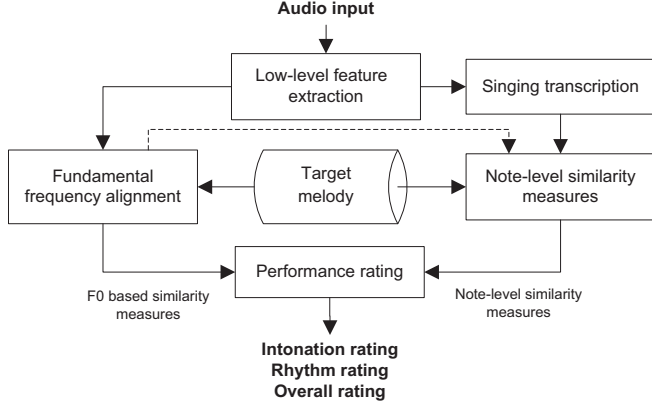 Audio input
Low-level feature
extraction
Singing transcription
Fundamental
frequency alignment
Target
melody
Note-level similarity
measures
Performance rating
F0 based similarity
measures
Note-level similarity
measures
Intonation rating
Rhythm rating
Overall rating